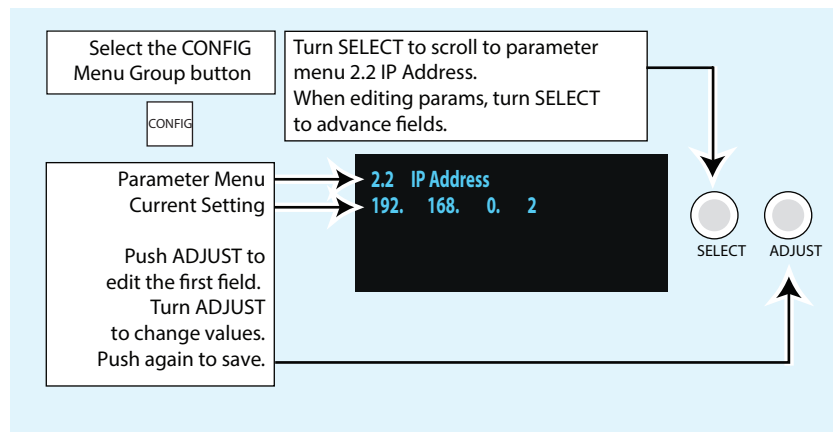 Select the CONFIG
Menu Group button
CONFIG
Turn SELECT to scroll to parameter
menu 2.2 IP Address.
When editing params, turn SELECT
to advance fields.
Parameter Menu
Current Setting
Push ADJUST to
edit the first field.
Turn ADJUST
to change values.
Push again to save.
2.2 IP Address
192. 168. 0. 2
SELECT
ADJUST